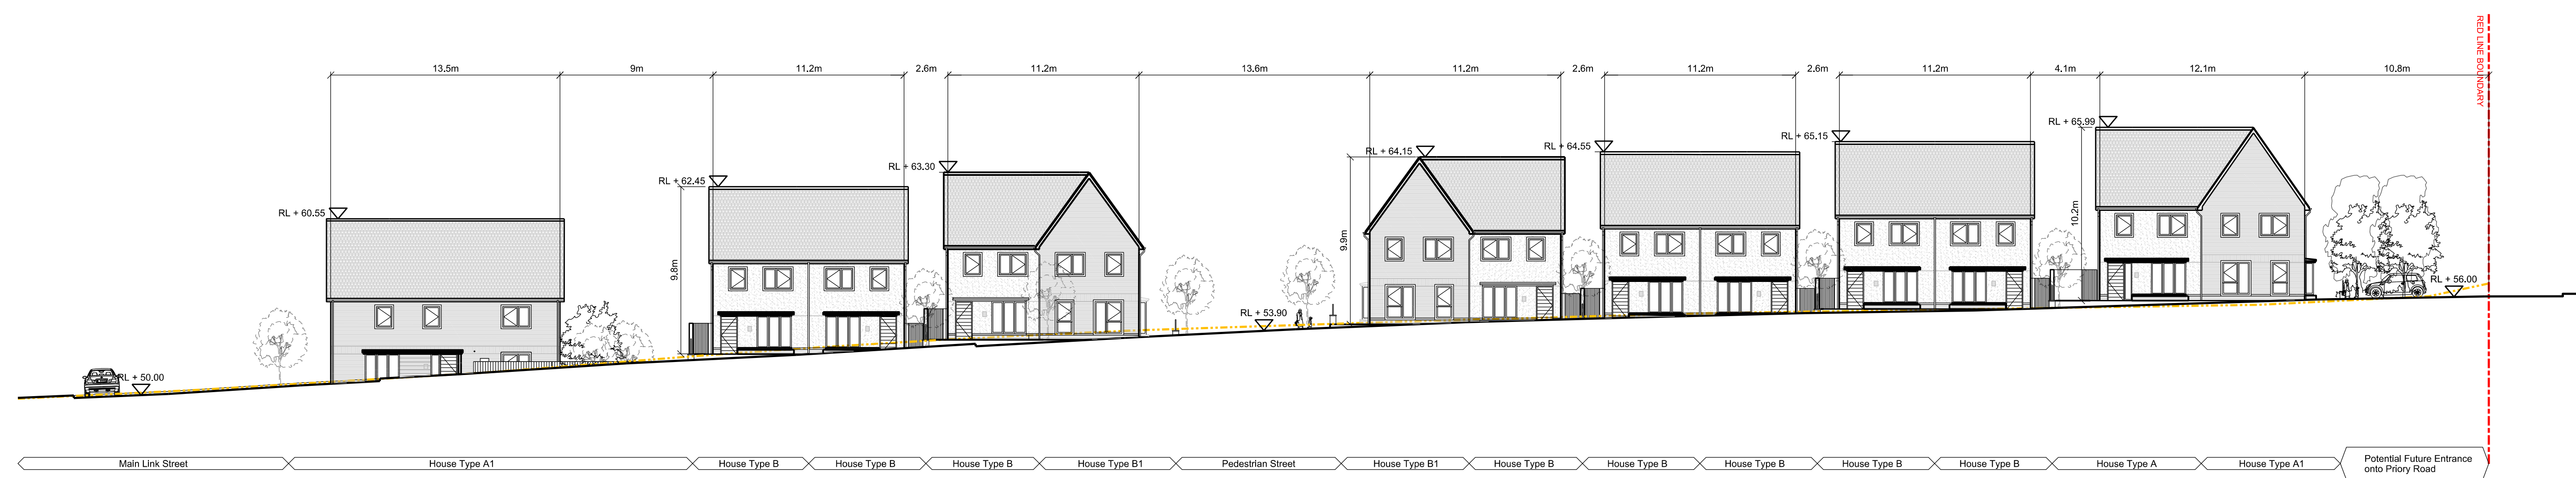 RED LINE BOUNDARY
13.5m
9m
11.2m
2.6m
11.2m
13.6m
11.2m
2.6m
11.2m
2.6m
11.2m
4.1m
12.1m
10.8m
RL + 60.55
RL + 62.45
RL + 63.30
RL + 64.15
RL + 64.55
RL + 65.15
RL + 65.99
9.8m
9.9m
10.2m
RL + 50.00
RL + 53.90
RL + 56.00
Main Link Street
House Type A1
House Type B
House Type B
House Type B
House Type B1
Pedestrian Street
House Type B1
House Type B
House Type B
House Type B
House Type B
House Type B
House Type A
House Type A1
Potential Future Entrance
onto Priory Road